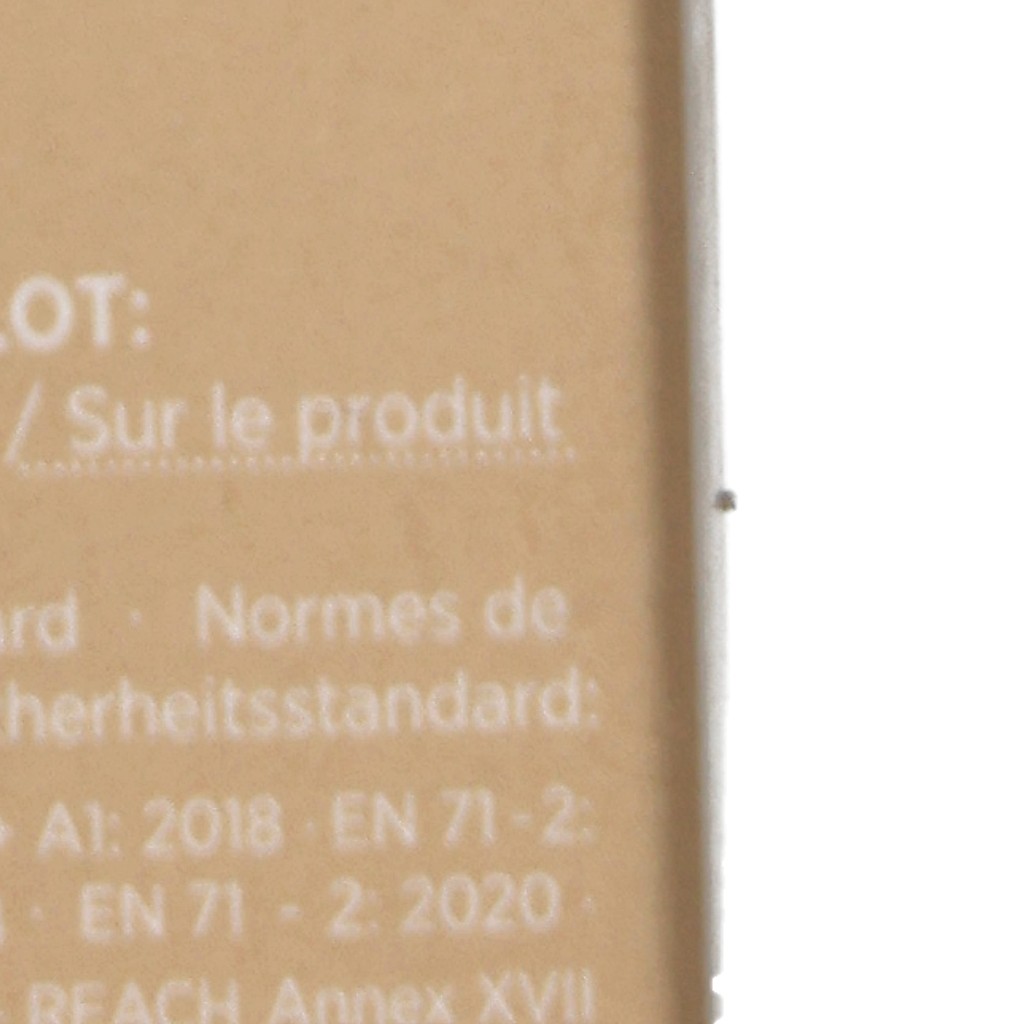 LOT:
/ Sur le produit
ard · Normes de
herheitsstandard:
A1: 2018 · EN 71-2:
· EN 71 - 2: 2020 ·
REACH Annex XVII